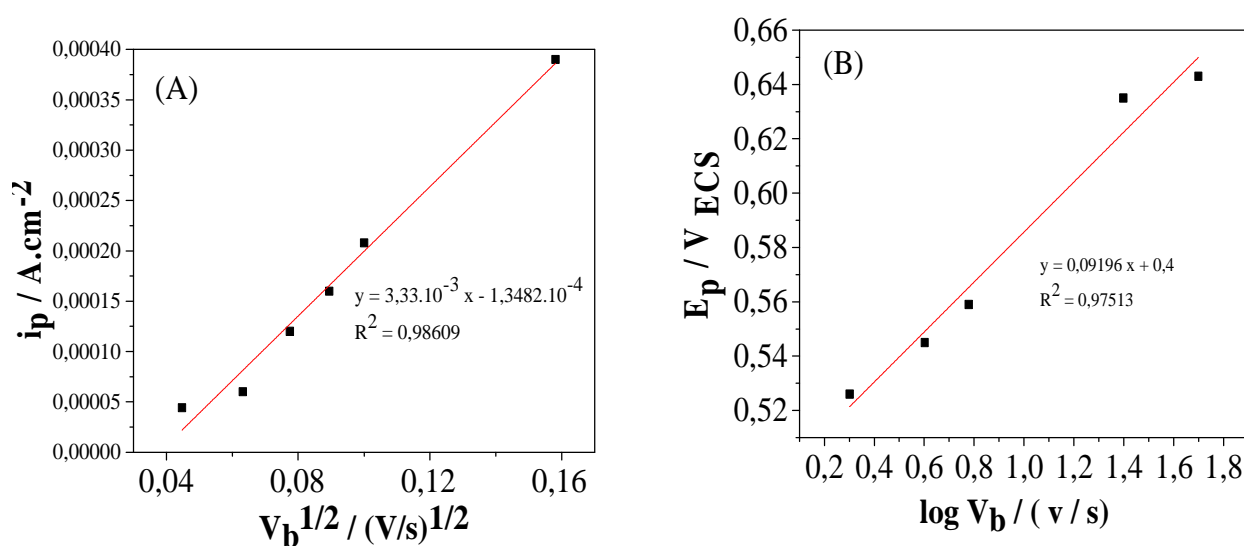 (A)
0,00040
0,00035
0,00030
0,00025
0,00020
0,00015
0,00010
0,00005
0,00000
i_p / A.cm^-2
y = 3,33.10^-3 x - 1,3482.10^-4
R^2 = 0,98609
0,04 0,08 0,12 0,16
V_b^1/2 / (V/s)^1/2
(B)
0,66
0,64
0,62
0,60
0,58
0,56
0,54
0,52
E_p / V ECS
y = 0,09196 x + 0,4
R^2 = 0,97513
0,2 0,4 0,6 0,8 1,0 1,2 1,4 1,6 1,8
log V_b / ( v / s)